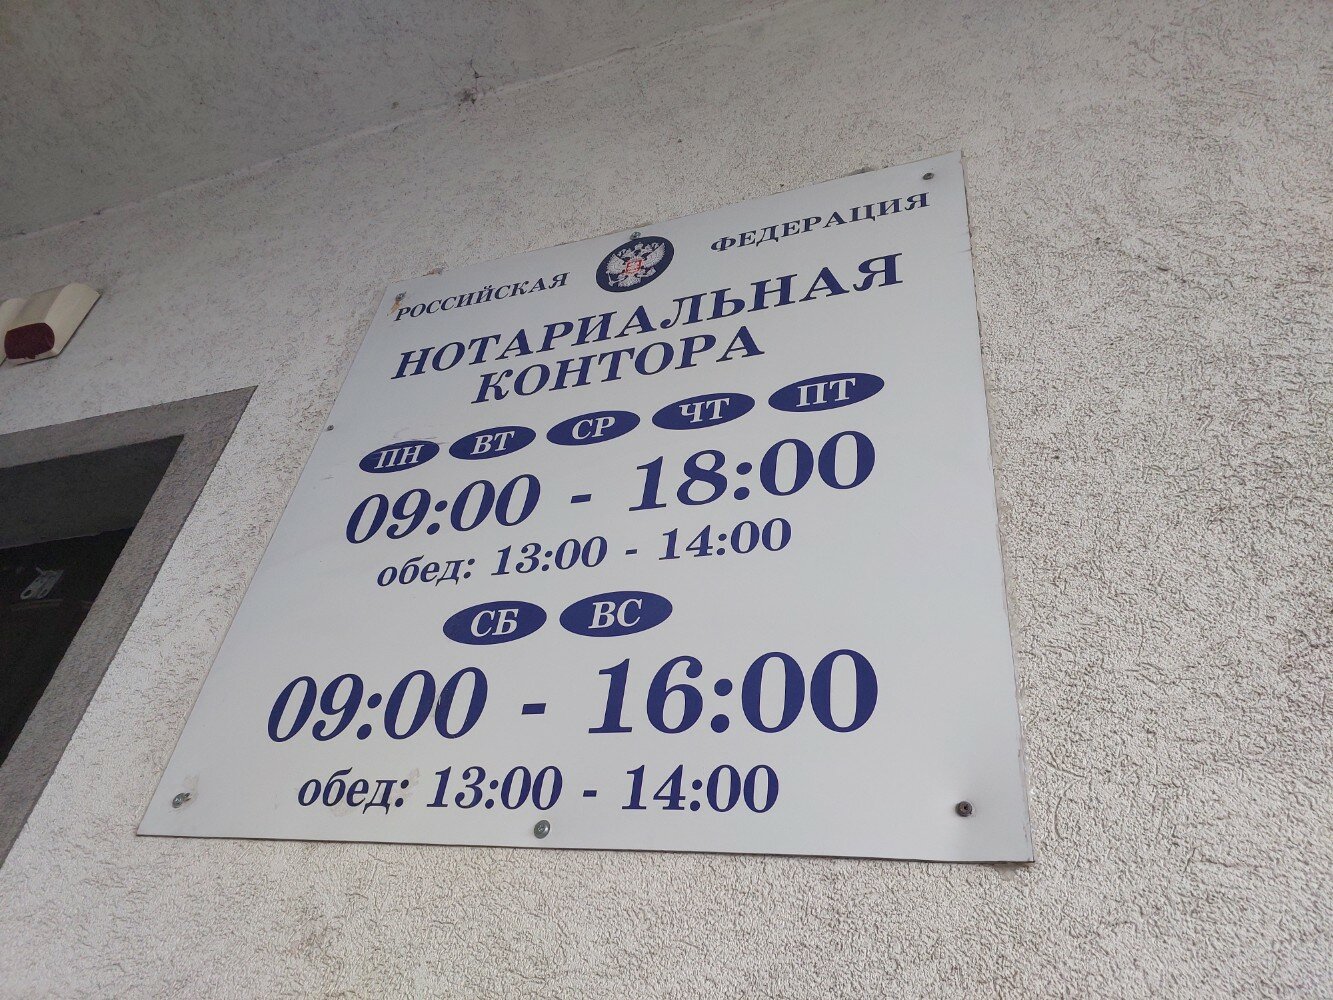 РОССИЙСКАЯ ФЕДЕРАЦИЯ
НОТАРИАЛЬНАЯ
КОНТОРА
ПН ВТ СР ЧТ ПТ
09:00 - 18:00
обед: 13:00 - 14:00
СБ ВС
09:00 - 16:00
обед: 13:00 - 14:00